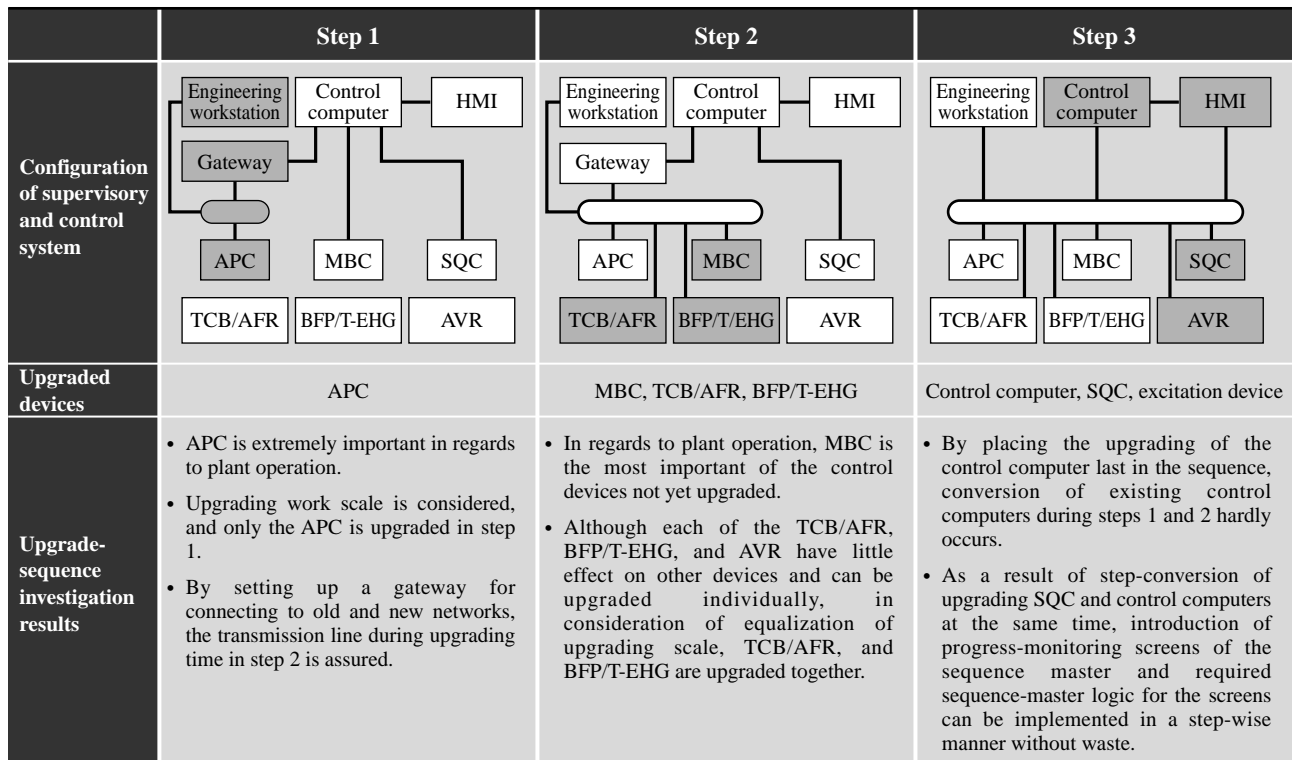 Step 1
Step 2
Step 3
Configuration
of supervisory
and control
system
Engineering
workstation
Control
computer
HMI
Gateway
APC
MBC
SQC
TCB/AFR
BFP/T-EHG
AVR
Engineering
workstation
Control
computer
HMI
Gateway
APC
MBC
SQC
TCB/AFR
BFP/T/EHG
AVR
Engineering
workstation
Control
computer
HMI
APC
MBC
SQC
TCB/AFR
BFP/T/EHG
AVR
Upgraded
devices
APC
MBC, TCB/AFR, BFP/T-EHG
Control computer, SQC, excitation device
Upgrade-
sequence
investigation
results
• APC is extremely important in regards
to plant operation.
• Upgrading work scale is considered,
and only the APC is upgraded in step
1.
• By setting up a gateway for
connecting to old and new networks,
the transmission line during upgrading
time in step 2 is assured.
• In regards to plant operation, MBC is
the most important of the control
devices not yet upgraded.
• Although each of the TCB/AFR,
BFP/T-EHG, and AVR have little
effect on other devices and can be
upgraded individually, in
consideration of equalization of
upgrading scale, TCB/AFR, and
BFP/T-EHG are upgraded together.
• By placing the upgrading of the
control computer last in the sequence,
conversion of existing control
computers during steps 1 and 2 hardly
occurs.
• As a result of step-conversion of
upgrading SQC and control computers
at the same time, introduction of
progress-monitoring screens of the
sequence master and required
sequence-master logic for the screens
can be implemented in a step-wise
manner without waste.